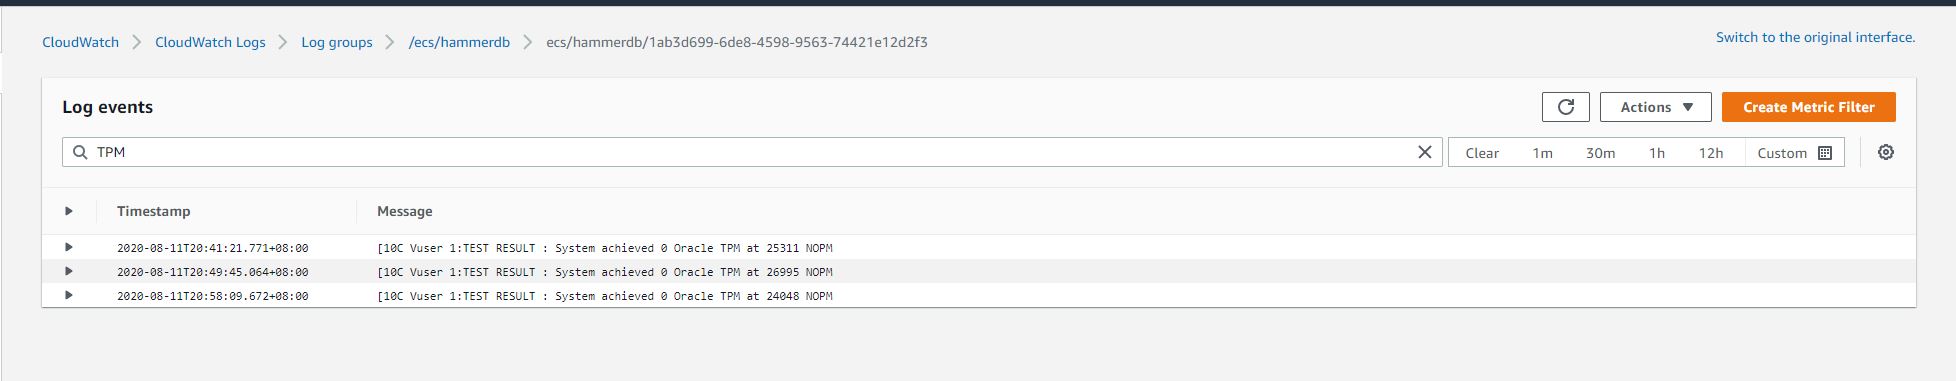 CloudWatch > CloudWatch Logs > Log groups > /ecs/hammerdb > ecs/hammerdb/1ab3d699-6de8-4598-9563-74421e12d2f3
Switch to the original interface.
Log events
Actions
Create Metric Filter
TPM
Clear 1m 30m 1h 12h Custom
Timestamp Message
2020-08-11T20:41:21.771+08:00 [10C Vuser 1:TEST RESULT : System achieved 0 Oracle TPM at 25311 NOPM
2020-08-11T20:49:45.064+08:00 [10C Vuser 1:TEST RESULT : System achieved 0 Oracle TPM at 26995 NOPM
2020-08-11T20:58:09.672+08:00 [10C Vuser 1:TEST RESULT : System achieved 0 Oracle TPM at 24048 NOPM